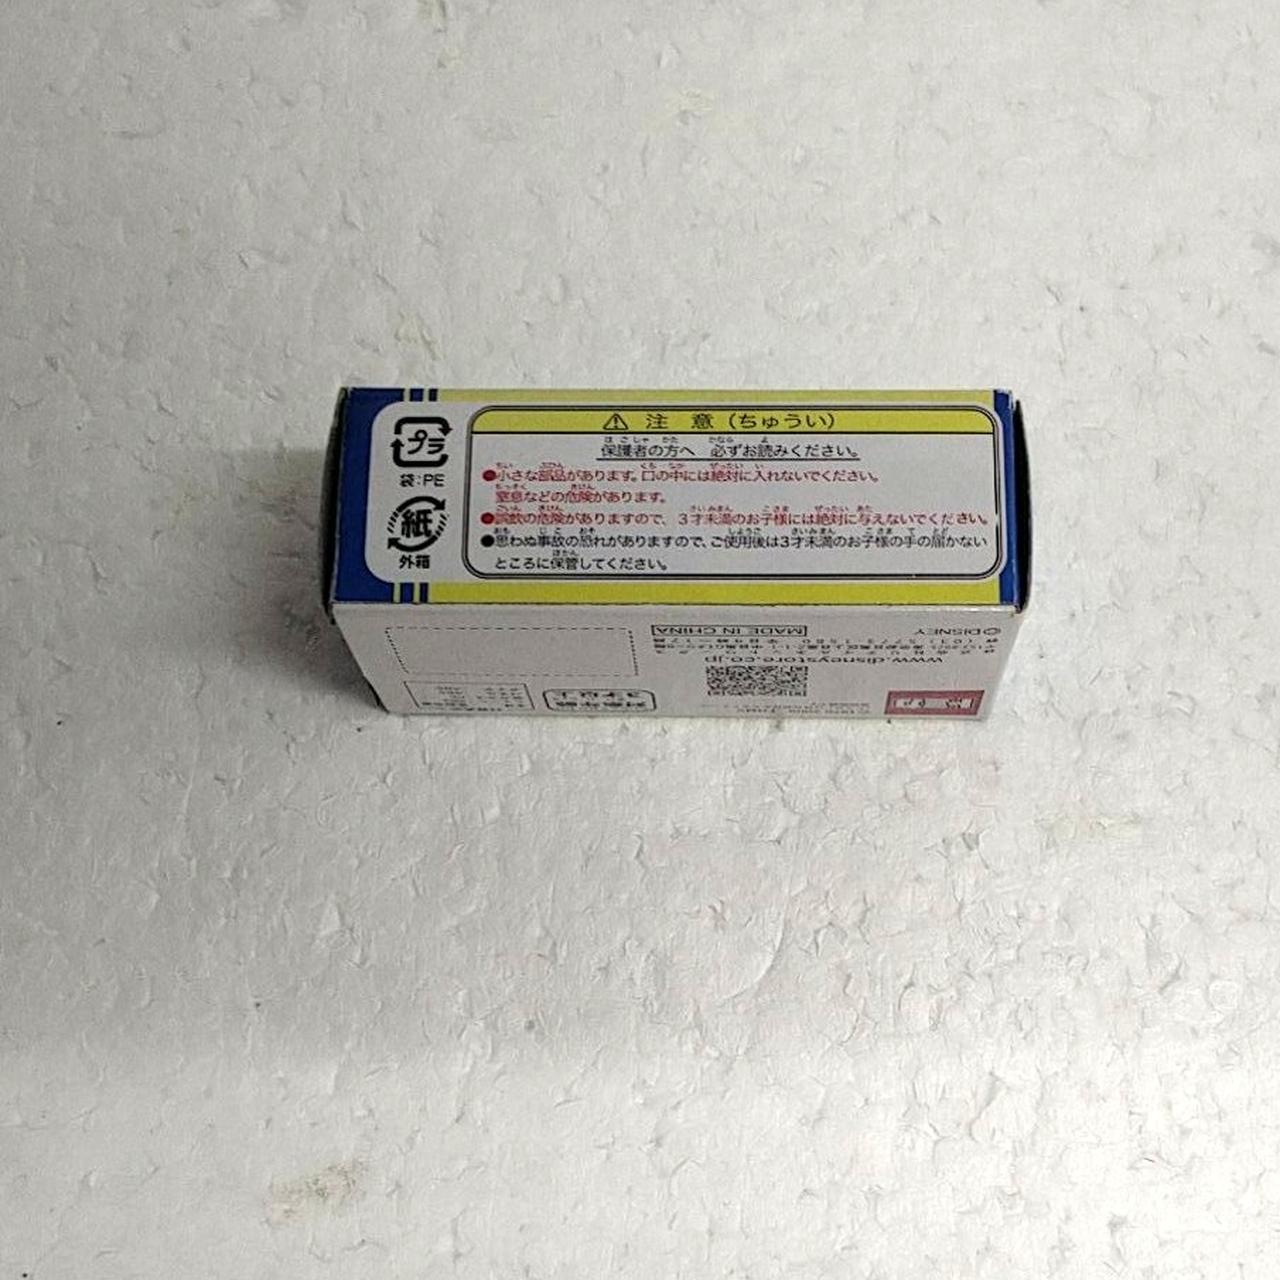 プラ
袋:PE
紙
外箱
注 意 (ちゅうい)
保護者の方へ 必ずお読みください。
●小さな部品があります。口の中には絶対に入れないでください。
窒息などの危険があります。
●誤飲の危険がありますので、3才未満のお子様には絶対に与えないでください。
●思わぬ事故の恐れがありますので、ご使用後は3才未満のお子様の手の届かない
ところに保管してください。
©DISNEY
MADE IN CHINA
www.disneystore.co.jp
対象年齢
3才以上